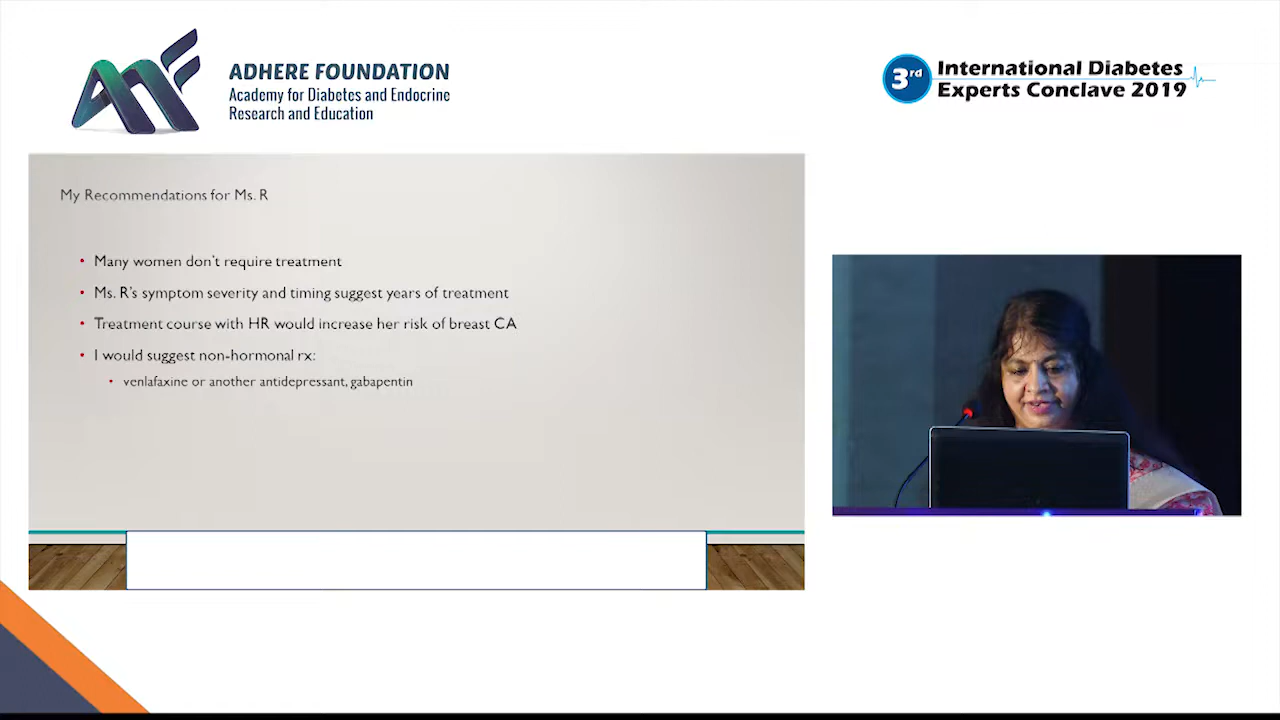 ADHERE FOUNDATION
Academy for Diabetes and Endocrine
Research and Education
3rd International Diabetes
Experts Conclave 2019
My Recommendations for Ms. R
• Many women don't require treatment
• Ms. R's symptom severity and timing suggest years of treatment
• Treatment course with HR would increase her risk of breast CA
• I would suggest non-hormonal rx:
• venlafaxine or another antidepressant, gabapentin